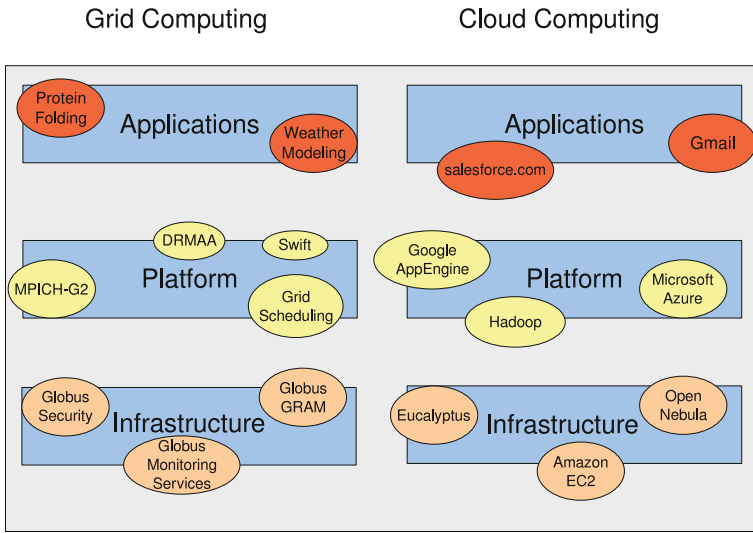 Grid Computing
Cloud Computing
Protein
Folding
Applications
Weather
Modeling
Applications
Gmail
salesforce.com
DRMAA
Swift
MPICH-G2
Platform
Grid
Scheduling
Google
AppEngine
Platform
Microsoft
Azure
Hadoop
Globus
Security
Globus
GRAM
Infrastructure
Globus
Monitoring
Services
Eucalyptus
Open
Nebula
Infrastructure
Amazon
EC2